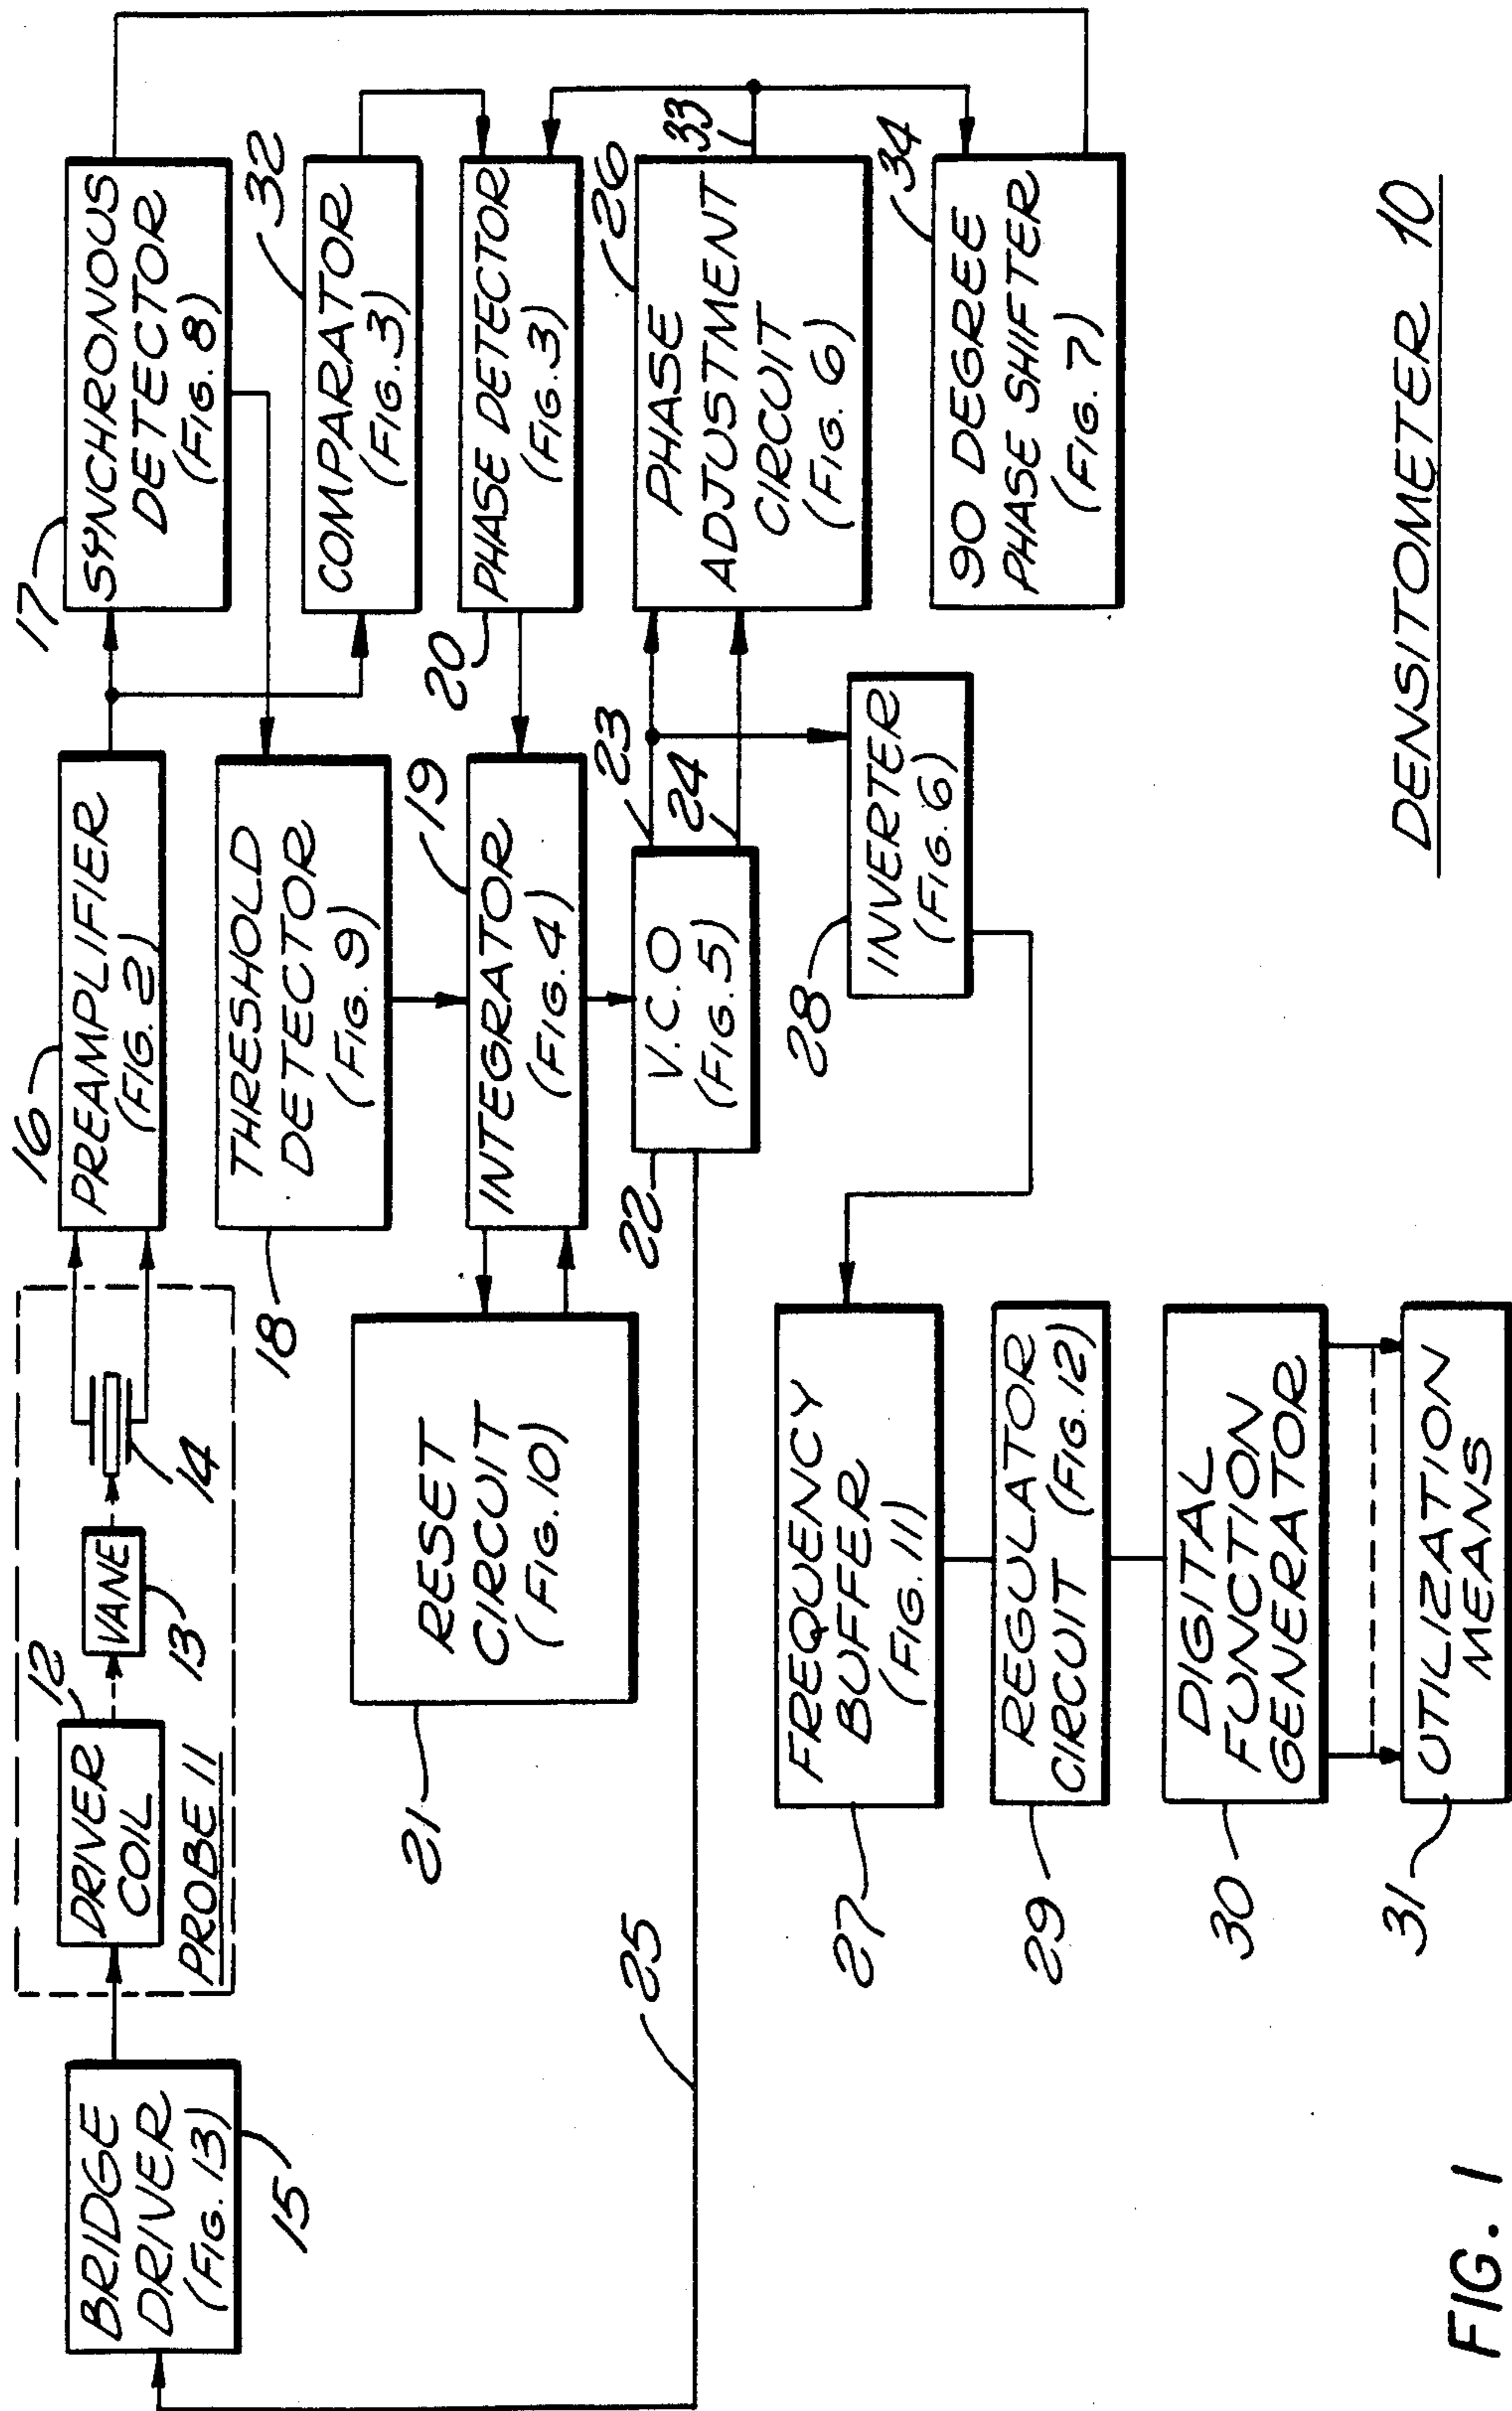 BRIDGE
DRIVER
(FIG. 13)
15
DRIVER
COIL
12
VANE
13
14
PROBE 11
16
PREAMPLIFIER
(FIG. 2)
17
SYNCHRONOUS
DETECTOR
(FIG. 8)
18
THRESHOLD
DETECTOR
(FIG. 9)
32
COMPARATOR
(FIG. 3)
21
RESET
CIRCUIT
(FIG. 10)
19
INTEGRATOR
(FIG. 4)
20
PHASE DETECTOR
(FIG. 3)
25
22
V.C.O
(FIG. 5)
23
24
26
PHASE
ADJUSTMENT
CIRCUIT
(FIG. 6)
33
28
INVERTER
(FIG. 6)
34
90 DEGREE
PHASE SHIFTER
(FIG. 7)
27
FREQUENCY
BUFFER
(FIG. 11)
29
REGULATOR
CIRCUIT (FIG. 12)
30
DIGITAL
FUNCTION
GENERATOR
31
UTILIZATION
MEANS
DENSITOMETER 10
FIG. 1